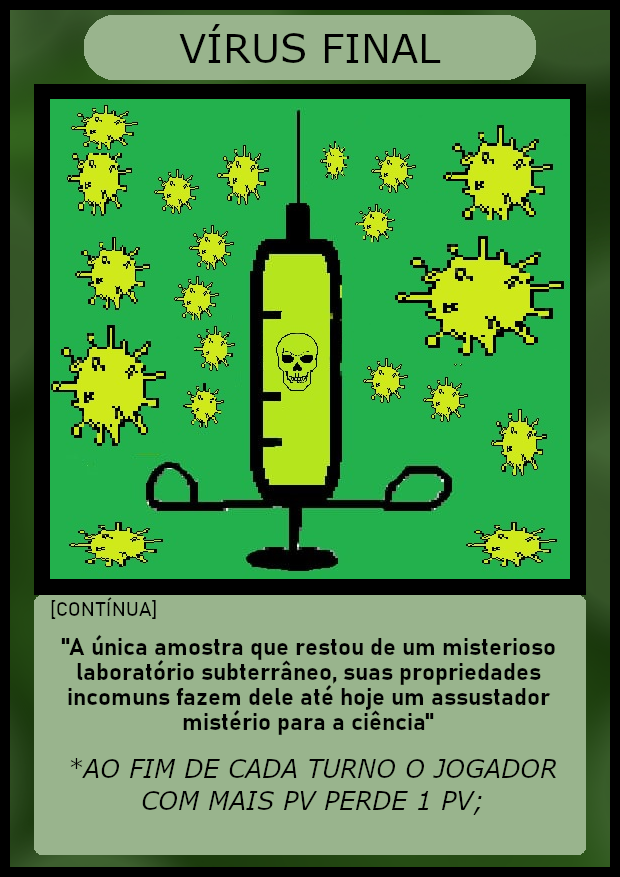 VÍRUS FINAL
[CONTÍNUA]
"A única amostra que restou de um misterioso
laboratório subterrâneo, suas propriedades
incomuns fazem dele até hoje um assustador
mistério para a ciência"
*AO FIM DE CADA TURNO O JOGADOR
COM MAIS PV PERDE 1 PV;